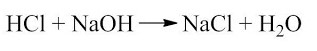 HCl + NaOH ⟶ NaCl + H₂O